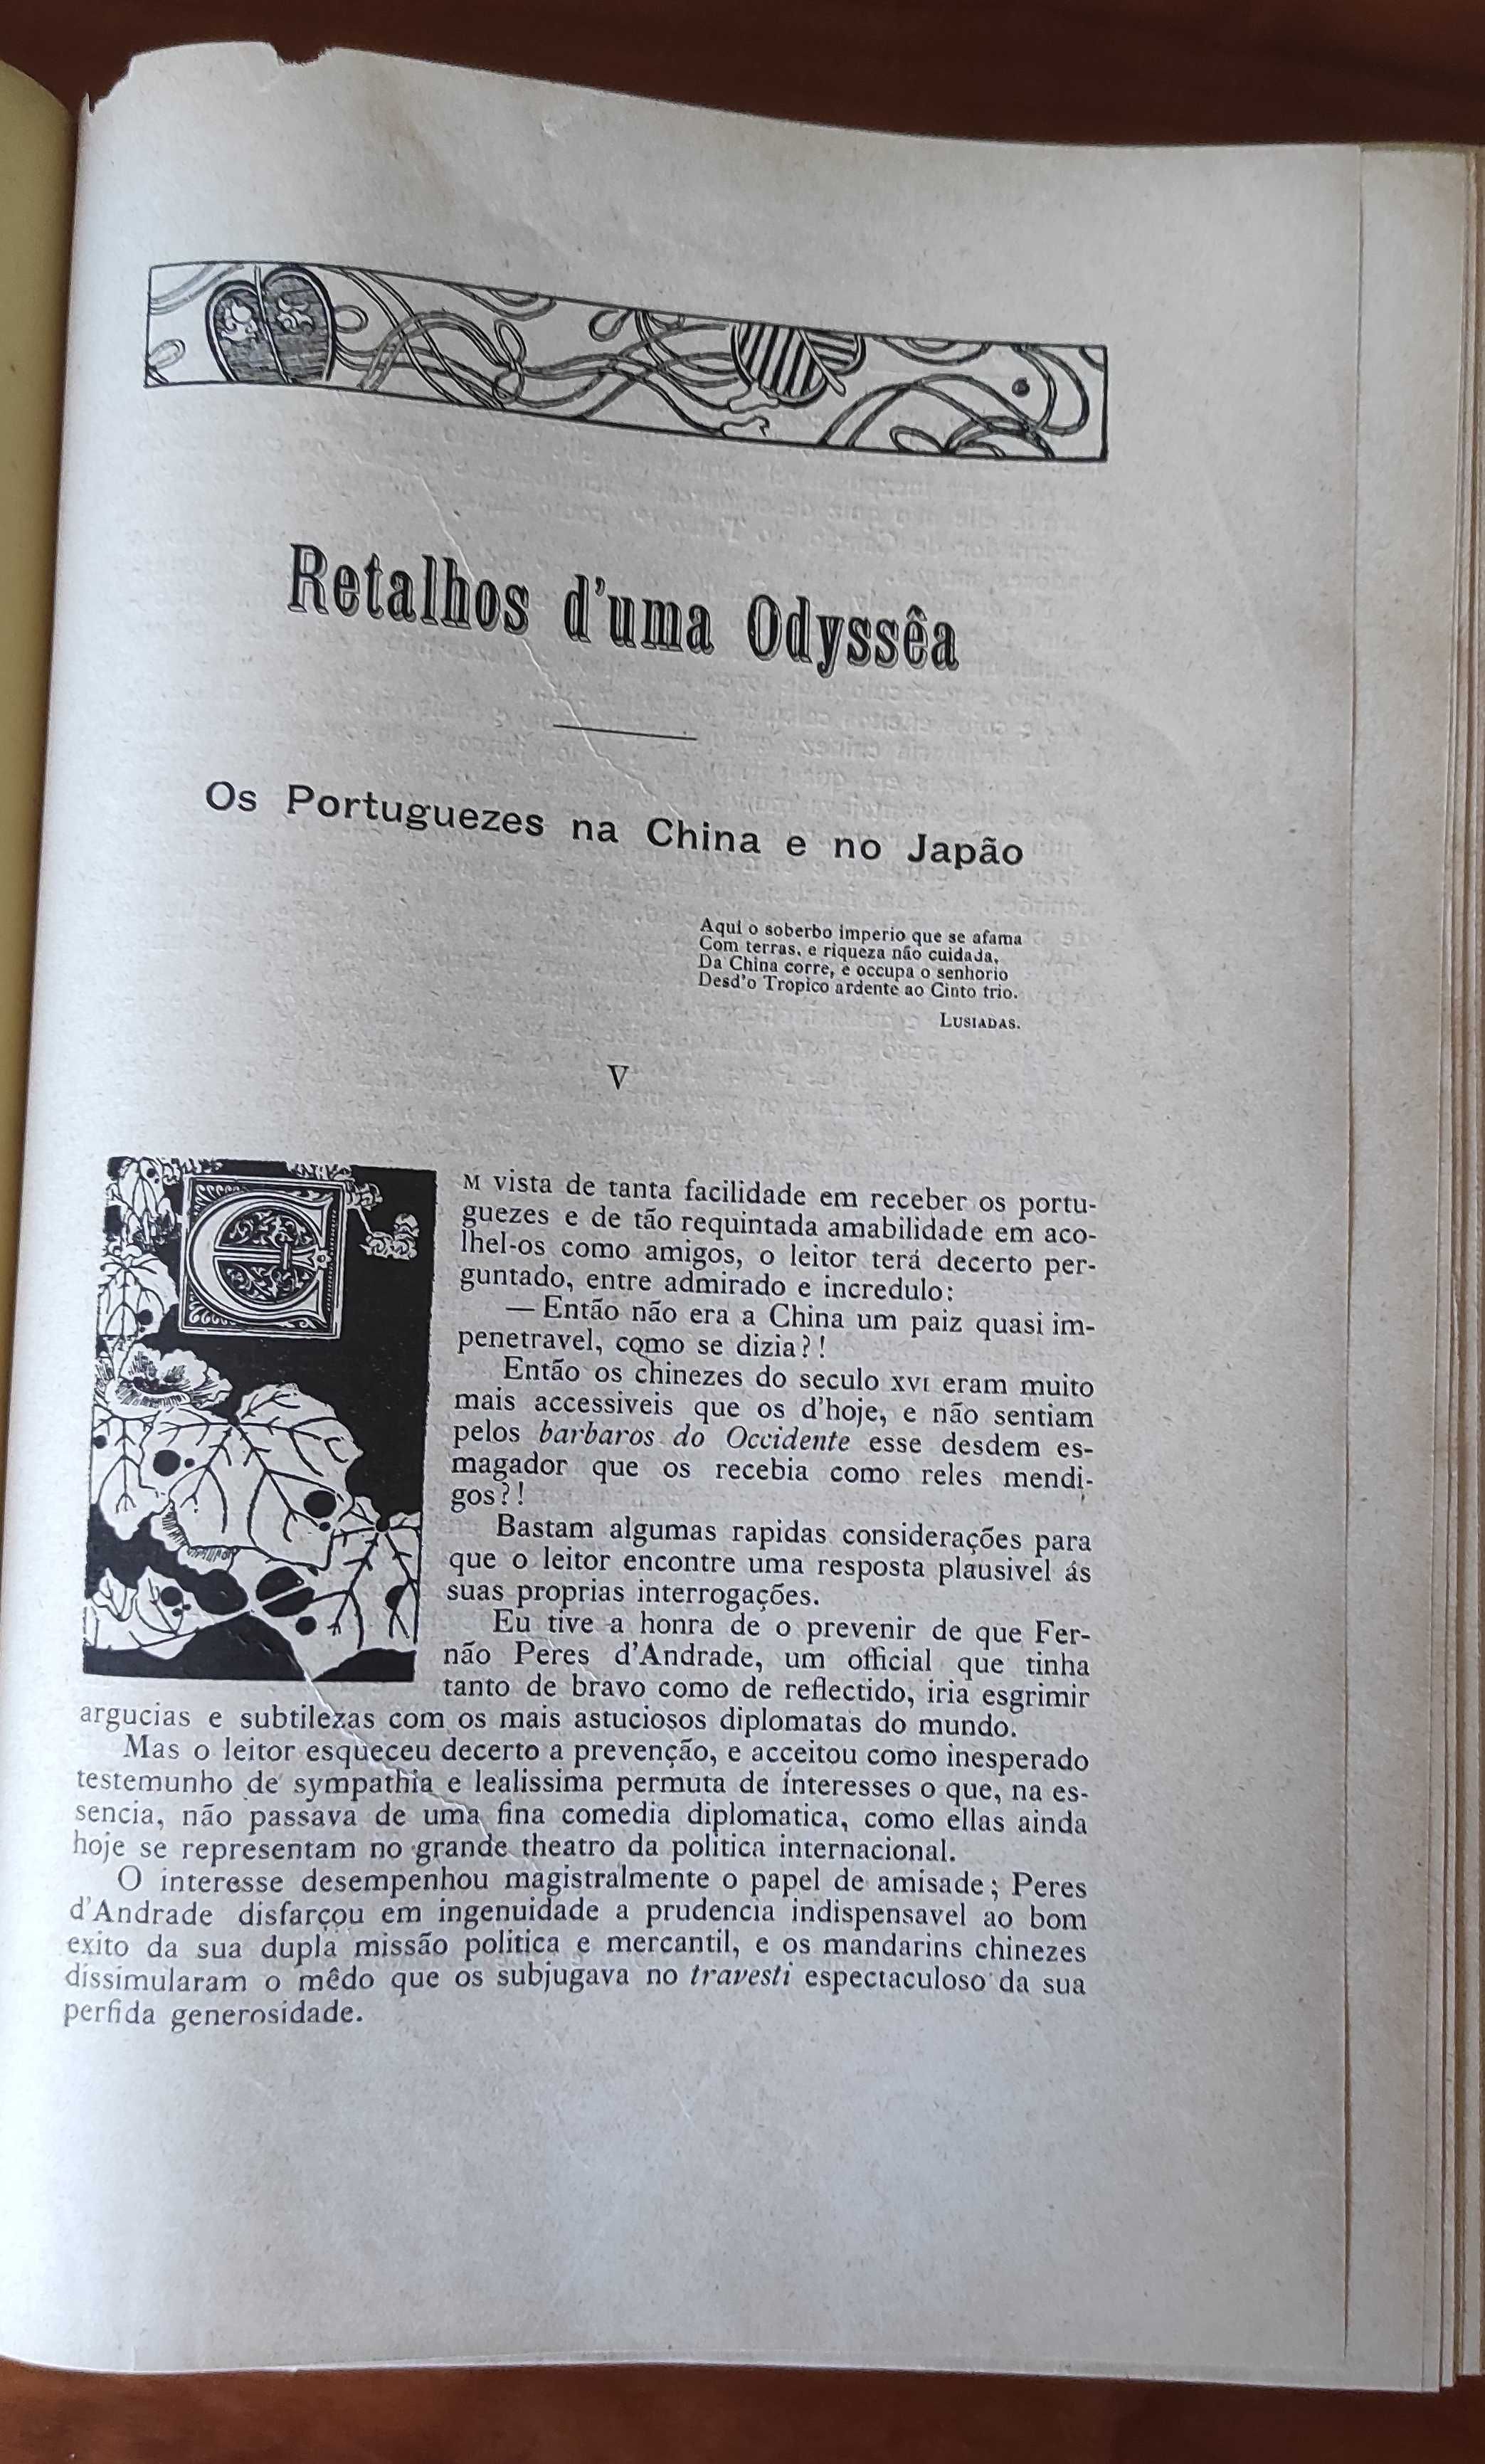 Retalhos d'uma Odyssêa
Os Portuguezes na China e no Japão
Aqui o soberbo imperio que se afama
Com terras, e riqueza não cuidada,
Da China corre, e occupa o senhorio
Desd'o Tropico ardente ao Cinto frio.
LUSIADAS.
V
EM vista de tanta facilidade em receber os portu-
guezes e de tão requintada amabilidade em aco-
lhel-os como amigos, o leitor terá decerto per-
guntado, entre admirado e incredulo:
— Então não era a China um paiz quasi im-
penetravel, como se dizia?!
Então os chinezes do seculo XVI eram muito
mais accessiveis que os d'hoje, e não sentiam
pelos barbaros do Occidente esse desdem es-
magador que os recebia como reles mendi-
gos?!
Bastam algumas rapidas considerações para
que o leitor encontre uma resposta plausivel ás
suas proprias interrogações.
Eu tive a honra de o prevenir de que Fer-
não Peres d'Andrade, um official que tinha
tanto de bravo como de reflectido, iria esgrimir
argucias e subtilezas com os mais astuciosos diplomatas do mundo.
Mas o leitor esqueceu decerto a prevenção, e acceitou como inesperado
testemunho de sympathia e lealissima permuta de interesses o que, na es-
sencia, não passava de uma fina comedia diplomatica, como ellas ainda
hoje se representam no grande theatro da politica internacional.
O interesse desempenhou magistralmente o papel de amisade; Peres
d'Andrade disfarçou em ingenuidade a prudencia indispensavel ao bom
exito da sua dupla missão politica e mercantil, e os mandarins chinezes
dissimularam o mêdo que os subjugava no travesti espectaculoso da sua
perfida generosidade.